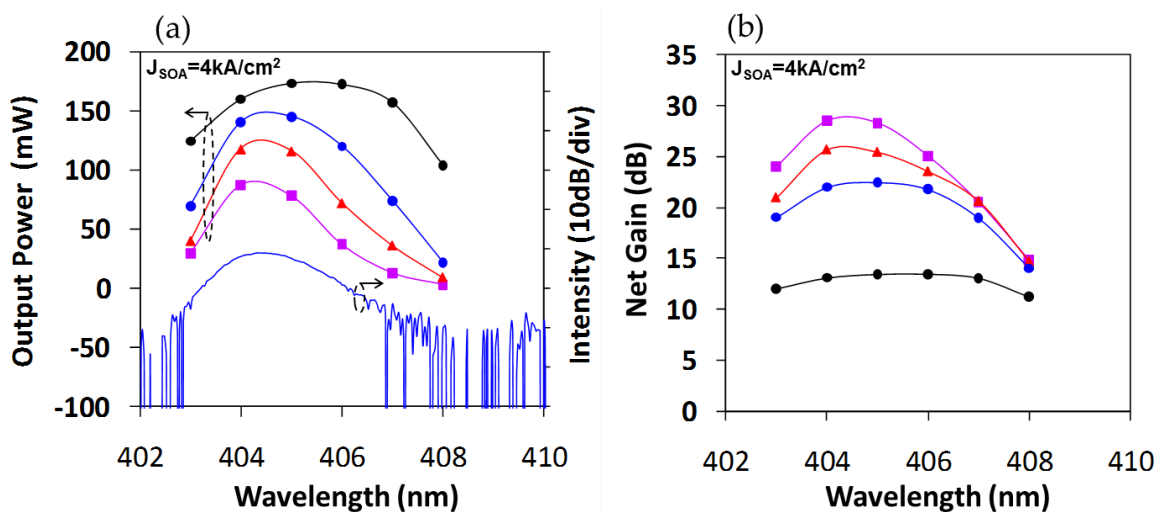 (a)
J_SOA=4kA/cm²
Output Power (mW)
200
150
100
50
0
-50
-100
Intensity (10dB/div)
402 404 406 408 410
Wavelength (nm)
(b)
J_SOA=4kA/cm²
Net Gain (dB)
35
30
25
20
15
10
5
0
402 404 406 408 410
Wavelength (nm)